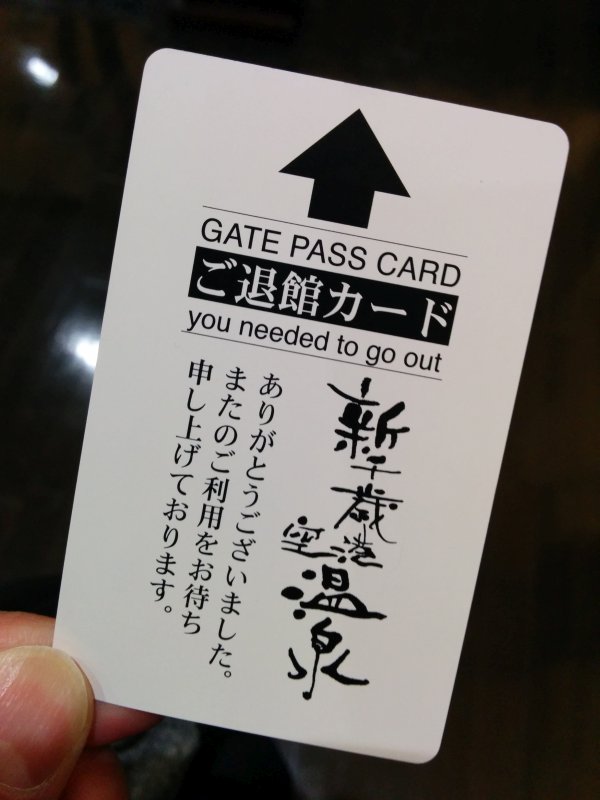 GATE PASS CARD
ご退館カード
you needed to go out
新千歳
空港
温泉
ありがとうございました。
またのご利用をお待ち
申し上げております。